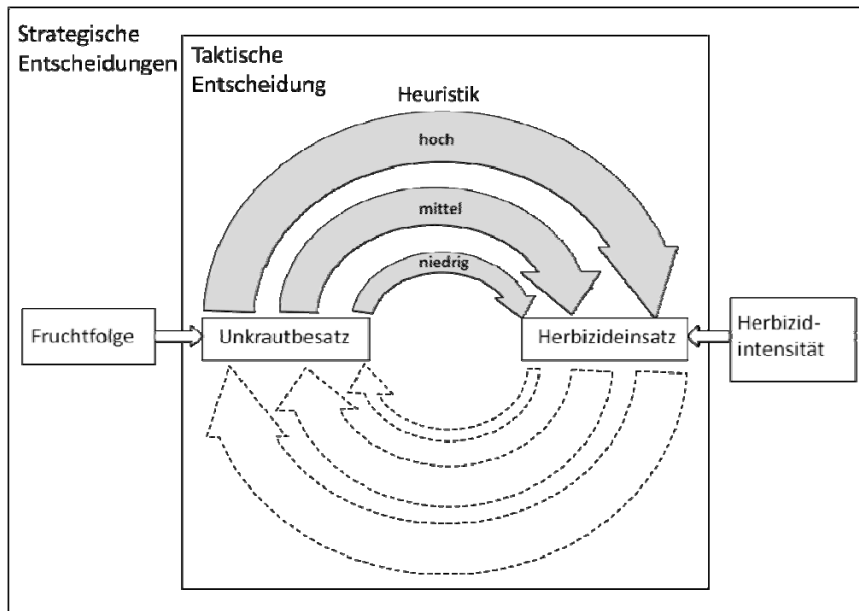 Strategische
Entscheidungen
Taktische
Entscheidung
Heuristik
hoch
mittel
niedrig
Fruchtfolge
Unkrautbesatz
Herbizideinsatz
Herbizid-
intensität